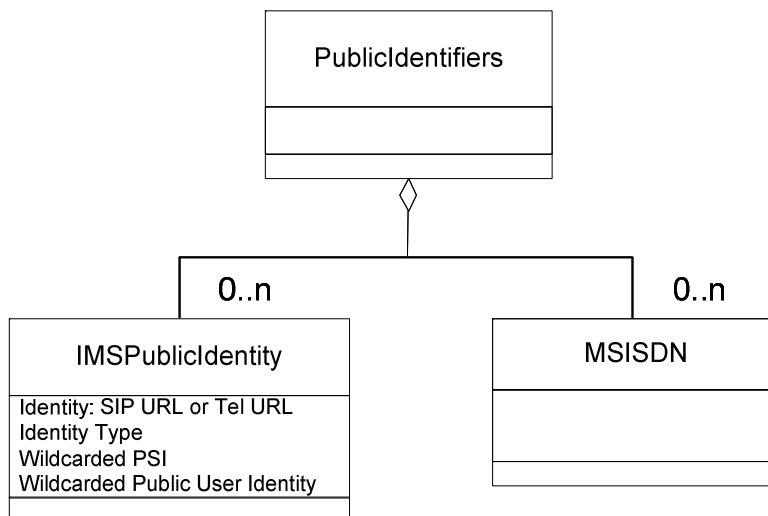 PublicIdentifiers
0..n
0..n
IMSPublicIdentity
MSISDN
Identity: SIP URL or Tel URL
Identity Type
Wildcarded PSI
Wildcarded Public User Identity